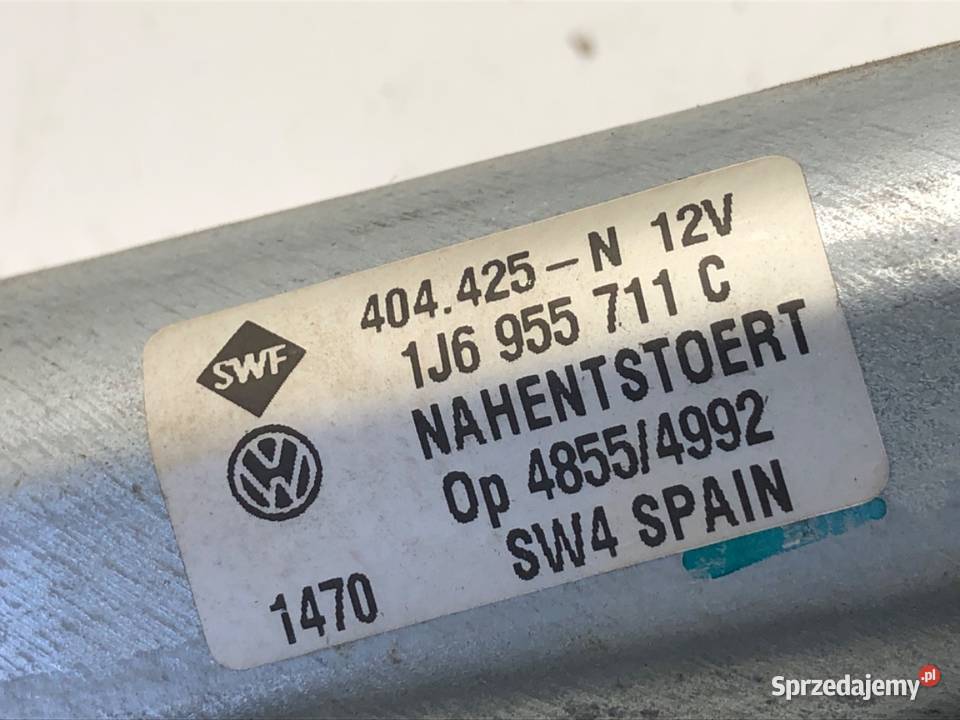 404.425-N 12V
SWF
1J6 955 711 C
NAHENTSTOERT
Op 4855/4992
SW4 SPAIN
1470
Sprzedajemy.pl